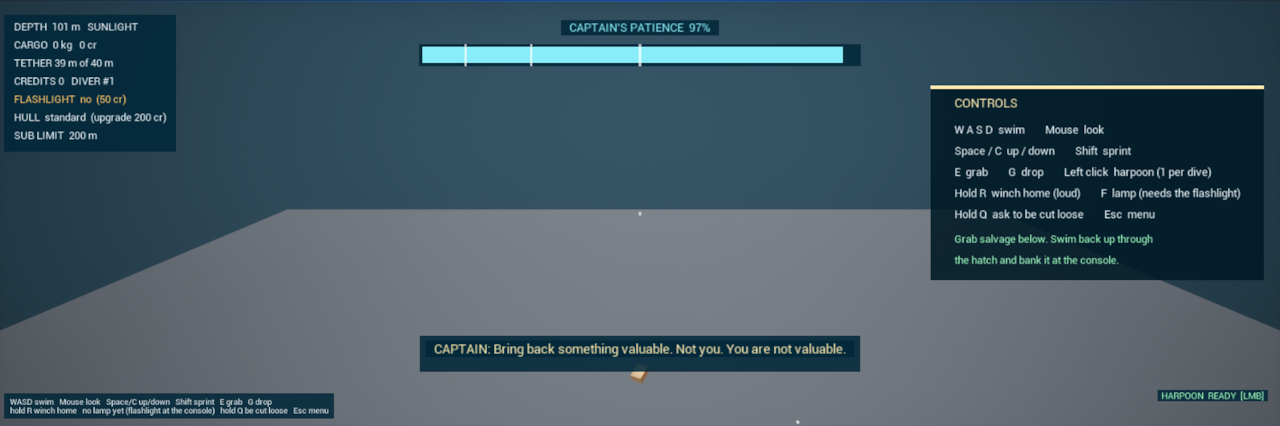 DEPTH 101 m SUNLIGHT
CARGO 0 kg 0 cr
TETHER 39 m of 40 m
CREDITS 0 DIVER #1
FLASHLIGHT no (50 cr)
HULL standard (upgrade 200 cr)
SUB LIMIT 200 m
CAPTAIN'S PATIENCE 97%
CONTROLS
W A S D swim Mouse look
Space / C up / down Shift sprint
E grab G drop Left click harpoon (1 per dive)
Hold R winch home (loud) F lamp (needs the flashlight)
Hold Q ask to be cut loose Esc menu
Grab salvage below. Swim back up through
the hatch and bank it at the console.
CAPTAIN: Bring back something valuable. Not you. You are not valuable.
WASD swim Mouse look Space/C up/down Shift sprint E grab G drop
hold R winch home no lamp yet (flashlight at the console) hold Q be cut loose Esc menu
HARPOON READY [LMB]